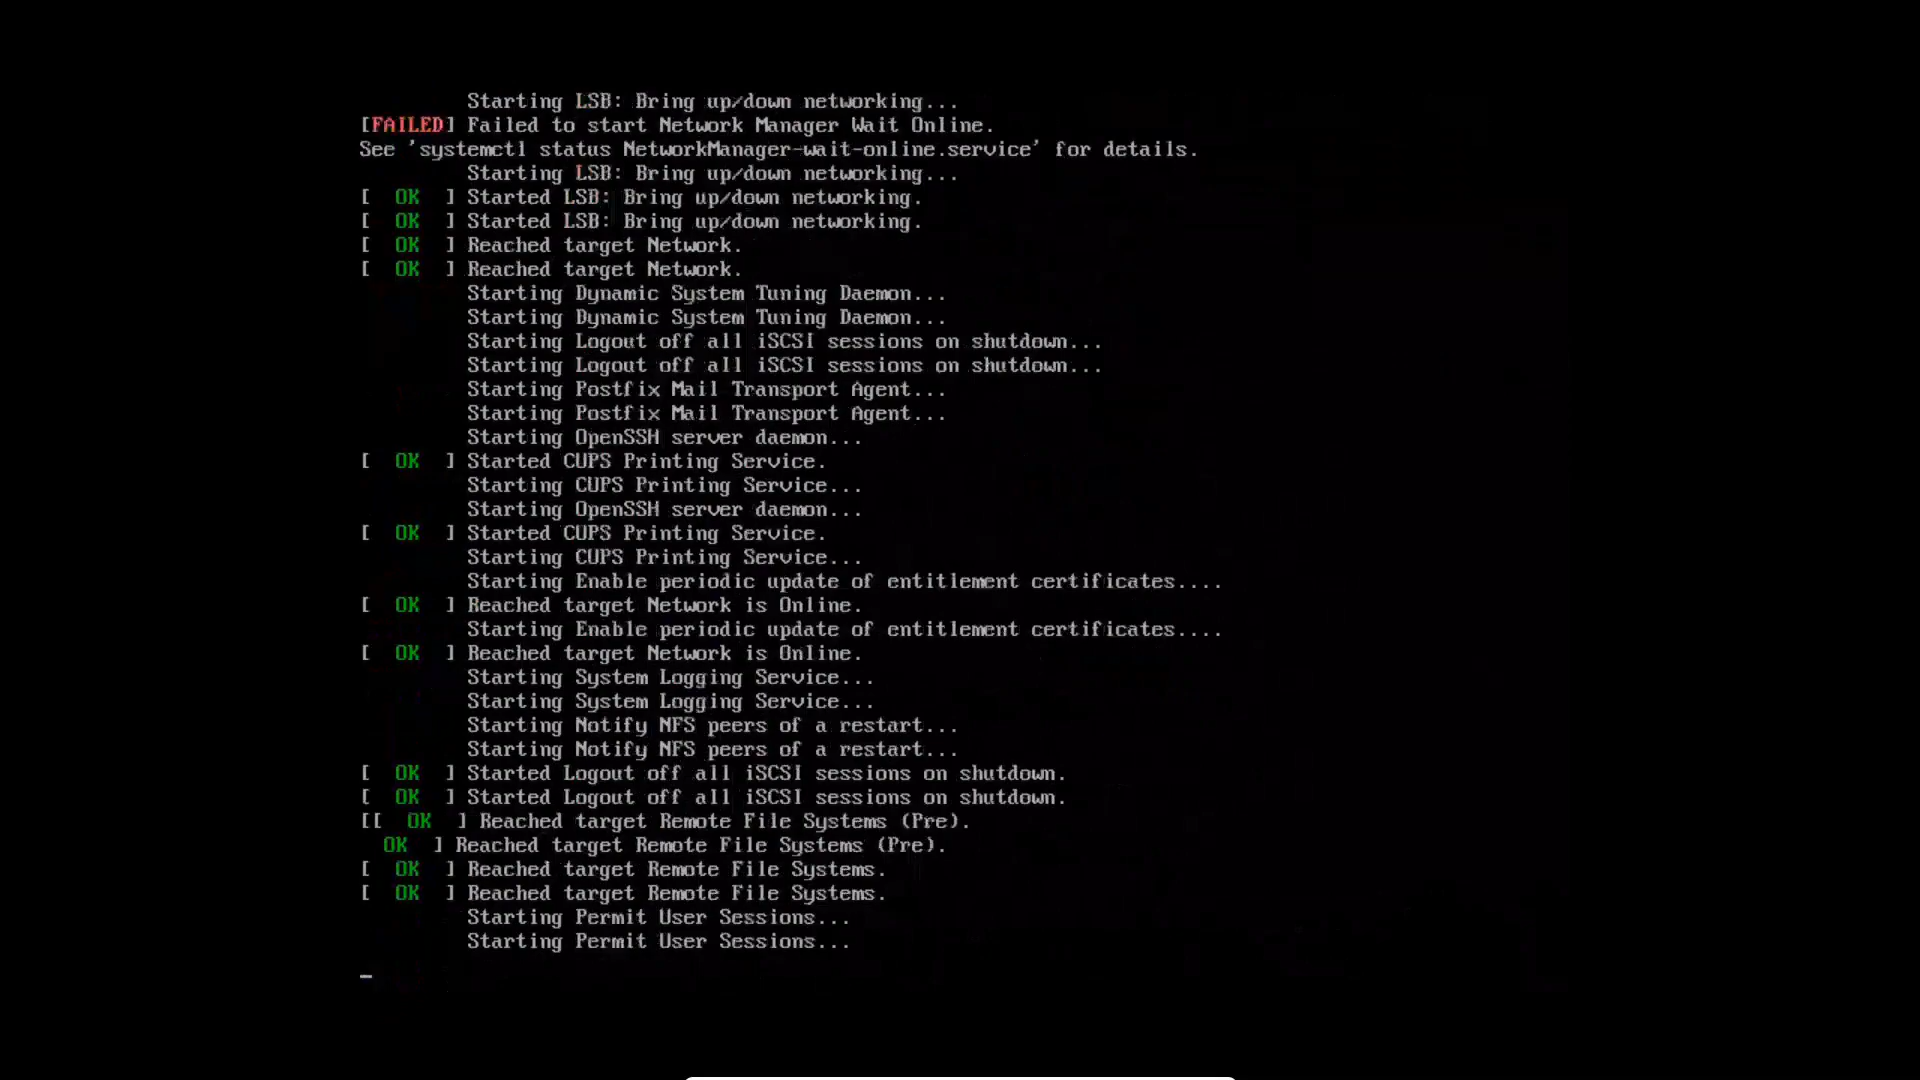 Starting LSB: Bring up/down networking...
[FAILED] Failed to start Network Manager Wait Online.
See 'systemctl status NetworkManager-wait-online.service' for details.
Starting LSB: Bring up/down networking...
[  OK  ] Started LSB: Bring up/down networking.
[  OK  ] Started LSB: Bring up/down networking.
[  OK  ] Reached target Network.
[  OK  ] Reached target Network.
Starting Dynamic System Tuning Daemon...
Starting Dynamic System Tuning Daemon...
Starting Logout off all iSCSI sessions on shutdown...
Starting Logout off all iSCSI sessions on shutdown...
Starting Postfix Mail Transport Agent...
Starting Postfix Mail Transport Agent...
Starting OpenSSH server daemon...
[  OK  ] Started CUPS Printing Service.
Starting CUPS Printing Service...
Starting OpenSSH server daemon...
[  OK  ] Started CUPS Printing Service.
Starting CUPS Printing Service...
Starting Enable periodic update of entitlement certificates....
[  OK  ] Reached target Network is Online.
Starting Enable periodic update of entitlement certificates....
[  OK  ] Reached target Network is Online.
Starting System Logging Service...
Starting System Logging Service...
Starting Notify NFS peers of a restart...
Starting Notify NFS peers of a restart...
[  OK  ] Started Logout off all iSCSI sessions on shutdown.
[  OK  ] Started Logout off all iSCSI sessions on shutdown.
[[  OK  ] Reached target Remote File Systems (Pre).
OK  ] Reached target Remote File Systems (Pre).
[  OK  ] Reached target Remote File Systems.
[  OK  ] Reached target Remote File Systems.
Starting Permit User Sessions...
Starting Permit User Sessions...
_